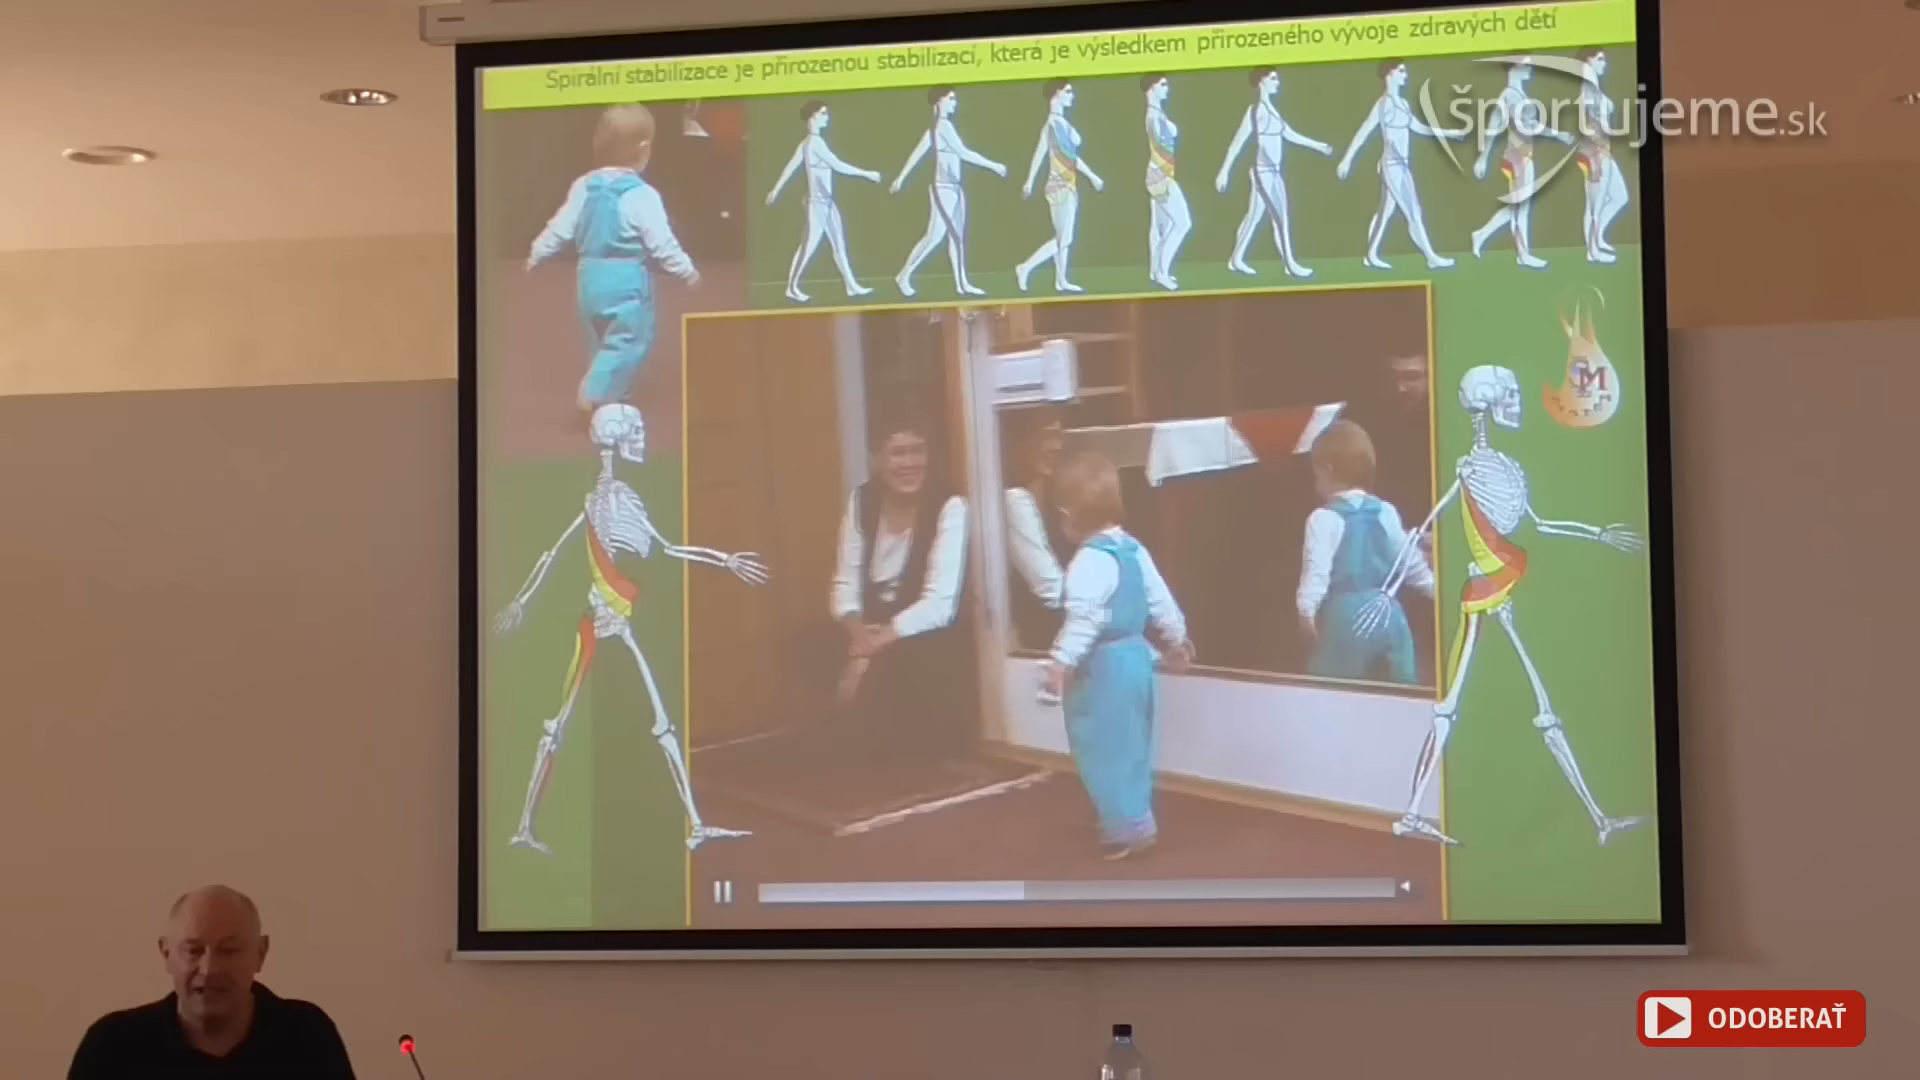 Spirální stabilizace je přirozenou stabilizací, která je výsledkem přirozeného vývoje zdravých dětí
športujeme.sk
ODOBERAŤ